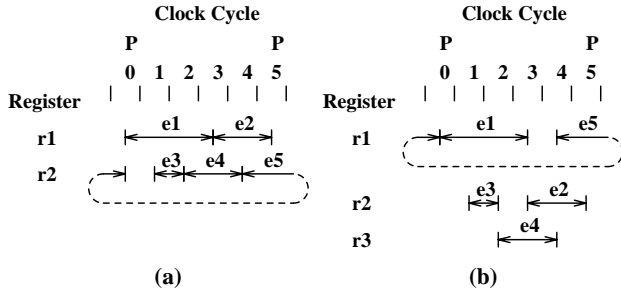 Clock Cycle
P P
0 1 2 3 4 5
Register
r1 e1 e2
r2 e3 e4 e5
(a)
Clock Cycle
P P
0 1 2 3 4 5
Register
r1 e1 e5
r2 e3 e2
r3 e4
(b)